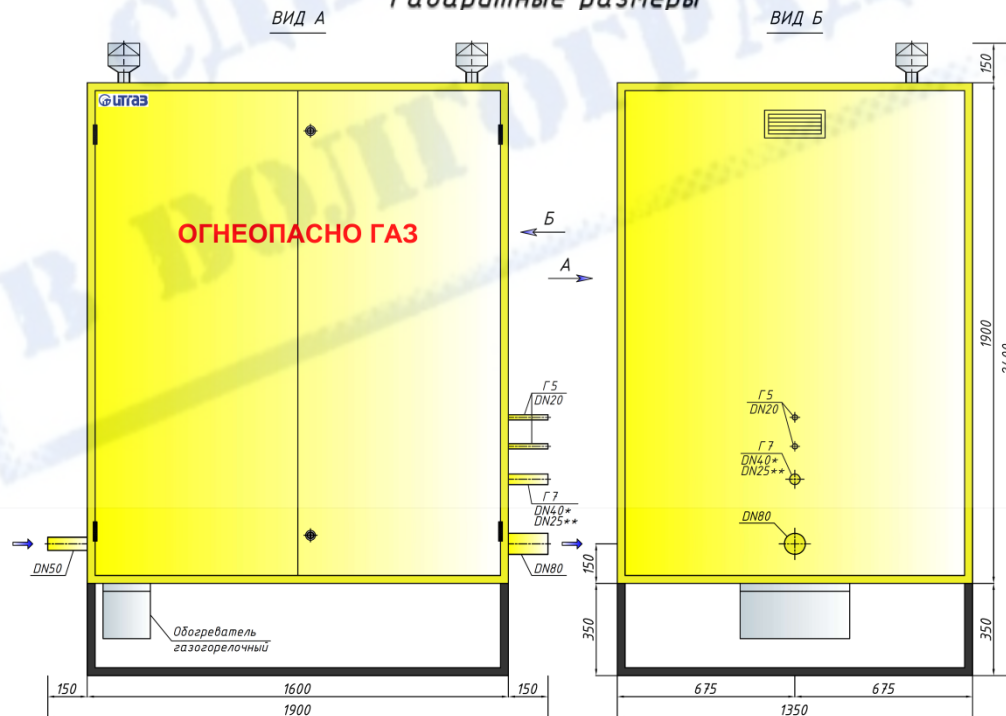 Габаритные размеры
ВИД А
ВИД Б
ИТГАЗ
ОГНЕОПАСНО ГАЗ
Б
А
Г5
DN20
Г7
DN40*
DN25**
DN50
DN80
Обогреватель
газогорелочный
150
1600
150
1900
Г5
DN20
Г7
DN40*
DN25**
DN80
150
1900
150
350
350
675
675
1350
В ВОЛГОГРАД